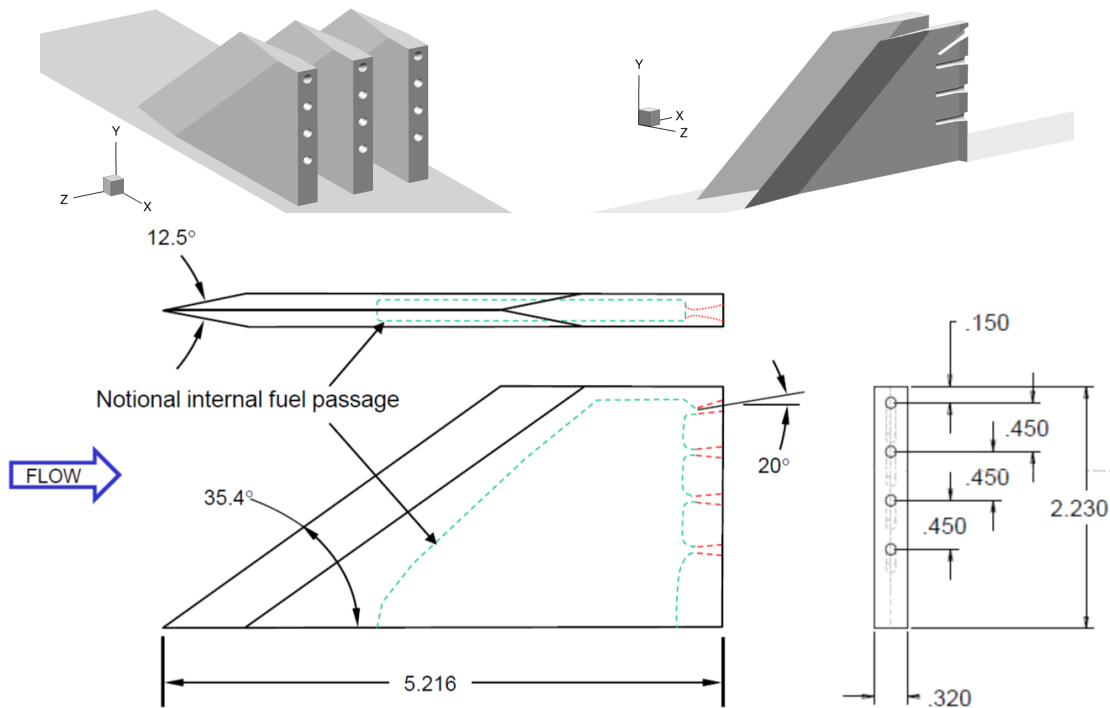 Y
Z
X
Y
X
Z
12.5°
Notional internal fuel passage
FLOW
35.4°
20°
5.216
.150
.450
.450
.450
2.230
.320